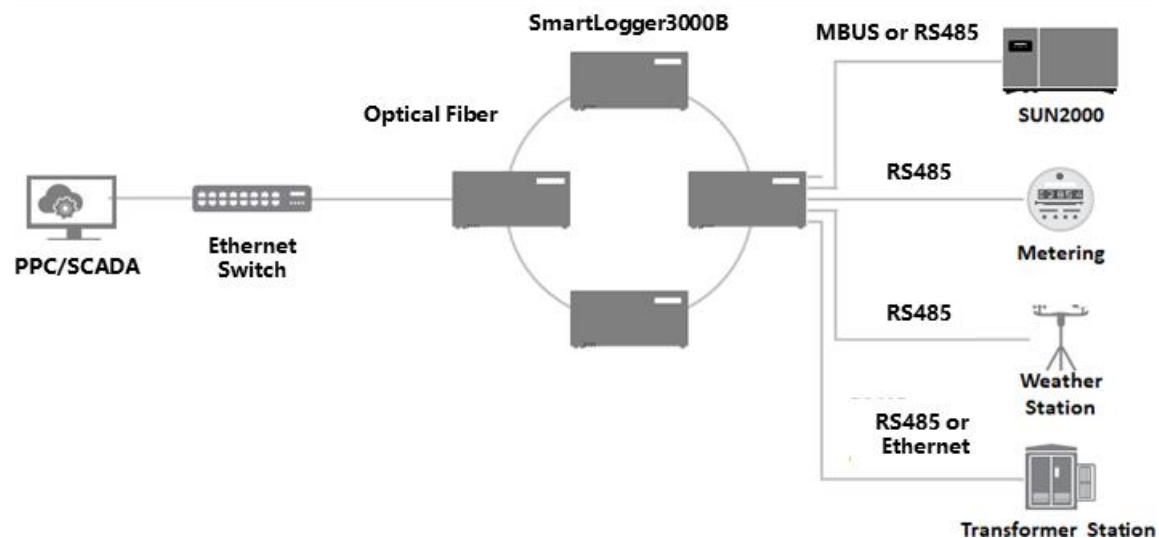 SmartLogger3000B
MBUS or RS485
SUN2000
Optical Fiber
RS485
Metering
PPC/SCADA
Ethernet
Switch
RS485
Weather
Station
RS485 or
Ethernet
Transformer Station